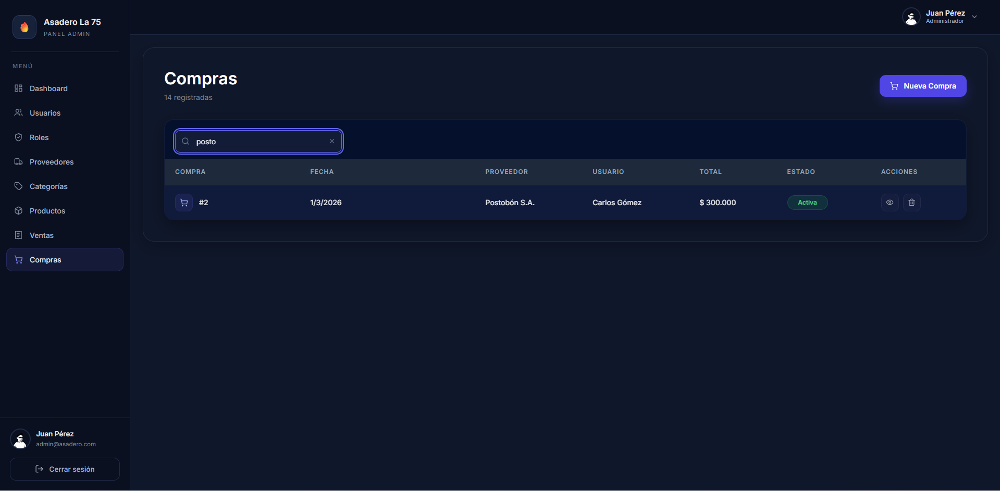 Asadero La 75
PANEL ADMIN
MENÚ
Dashboard
Usuarios
Roles
Proveedores
Categorías
Productos
Ventas
Compras
Juan Pérez
admin@asadero.com
Cerrar sesión
Juan Pérez
Administrador
Compras
14 registradas
Nueva Compra
posto
COMPRA FECHA PROVEEDOR USUARIO TOTAL ESTADO ACCIONES
#2 1/3/2026 Postobón S.A. Carlos Gómez $ 300.000 Activa